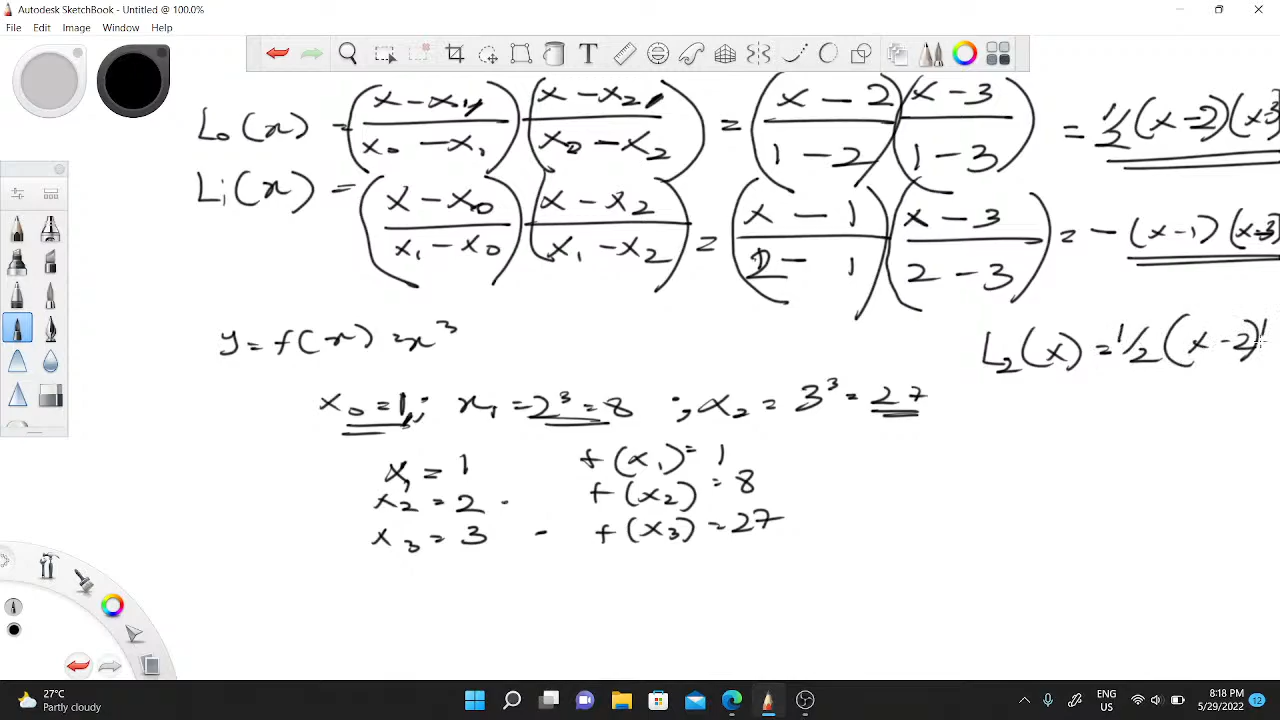 Autodesk SketchBook - Untitled @ 100.0%
File Edit Image Window Help
L₀(x) = ((x-x₁)/(x₀-x₁)) ((x-x₂)/(x₀-x₂)) = ((x-2)/(1-2)) ((x-3)/(1-3)) = 1/2 (x-2)(x-3)
L₁(x) = ((x-x₀)/(x₁-x₀)) ((x-x₂)/(x₁-x₂)) = ((x-1)/(2-1)) ((x-3)/(2-3)) = -(x-1)(x-3)
y = f(x) = x³
L₂(x) = 1/2 (x-2)
x₀ = 1; x₁ = 2³ = 8 ; x₂ = 3³ = 27
x₁ = 1 f(x₁) = 1
x₂ = 2 - f(x₂) = 8
x₃ = 3 - f(x₃) = 27
27°C
Partly cloudy
ENG
US
8:18 PM
5/29/2022
12